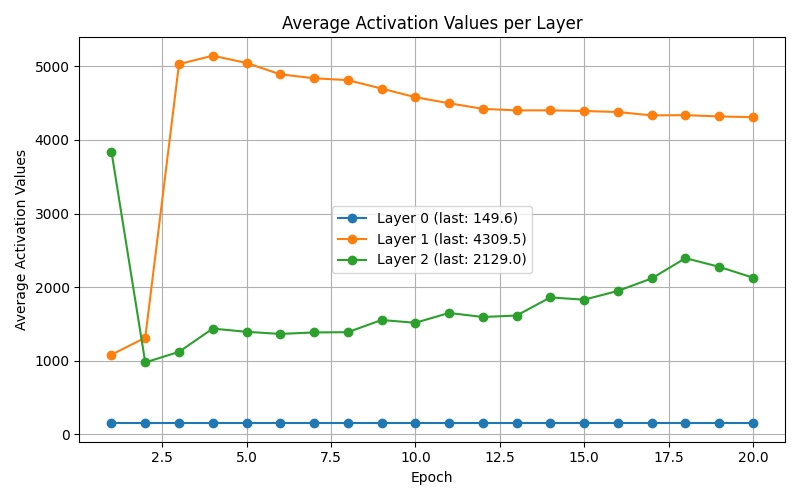 Average Activation Values per Layer
Average Activation Values
5000
4000
3000
2000
1000
0
Layer 0 (last: 149.6)
Layer 1 (last: 4309.5)
Layer 2 (last: 2129.0)
2.5 5.0 7.5 10.0 12.5 15.0 17.5 20.0
Epoch